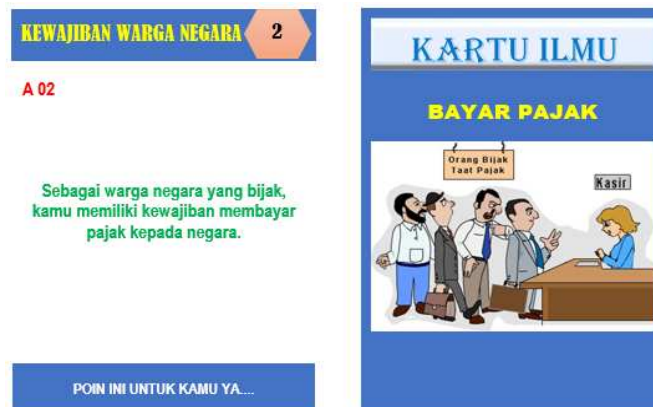 KEWAJIBAN WARGA NEGARA
2
A 02
Sebagai warga negara yang bijak,
kamu memiliki kewajiban membayar
pajak kepada negara.
POIN INI UNTUK KAMU YA....
KARTU ILMU
BAYAR PAJAK
Orang Bijak
Taat Pajak
Kasir